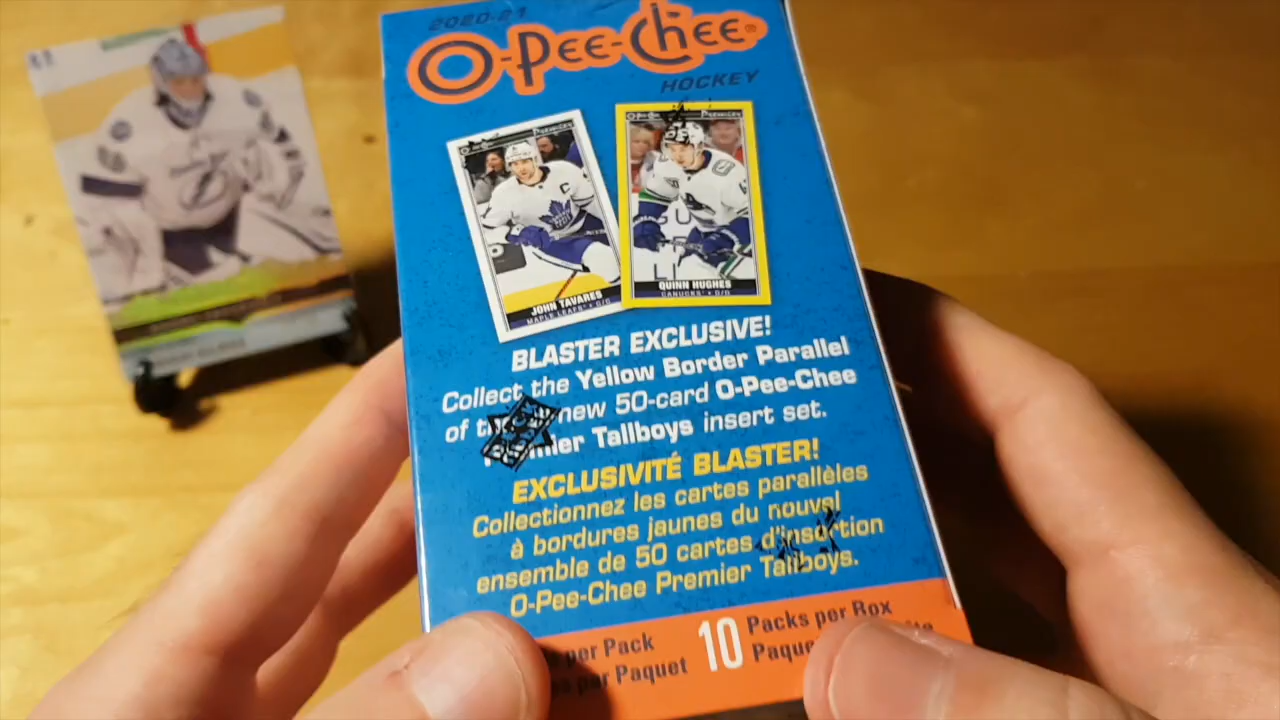 2020-21
O-Pee-Chee
HOCKEY
JOHN TAVARES
MAPLE LEAFS • C/C
QUINN HUGHES
CANUCKS • D/D
BLASTER EXCLUSIVE!
Collect the Yellow Border Parallel
of new 50-card O-Pee-Chee
Tallboys insert set.
EXCLUSIVITÉ BLASTER!
Collectionnez les cartes parallèles
à bordures jaunes du nouvel
ensemble de 50 cartes d'insertion
O-Pee-Chee Premier Tallboys.
per Pack
par Paquet
10
Packs per Box